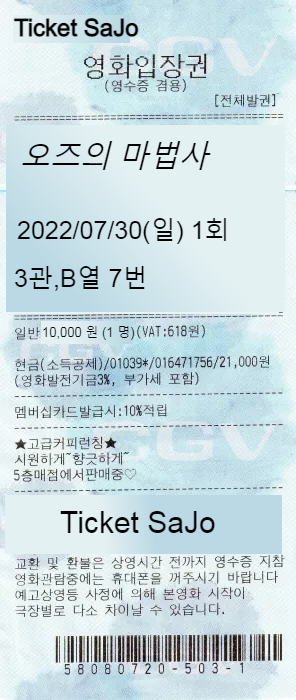 Ticket SaJo
CGV
영화입장권
(영수증 겸용)
[전체발권]
오즈의 마법사
2022/07/30(일) 1회
3관,B열 7번
일반 10,000 원 (1 명)(VAT:618원)
현금(소득공제)/01039*/016471756/21,000원
(영화발전기금3%, 부가세 포함)
멤버십카드발급시:10%적립
★고급커피런칭★
시원하게~향긋하게~
5층매점에서판매중♡
CGV
Ticket SaJo
교환 및 환불은 상영시간 전까지 영수증 지참
영화관람중에는 휴대폰을 꺼주시기 바랍니다
예고상영등 사정에 의해 본영화 시작이
극장별로 다소 차이날 수 있습니다.
58080720-503-1